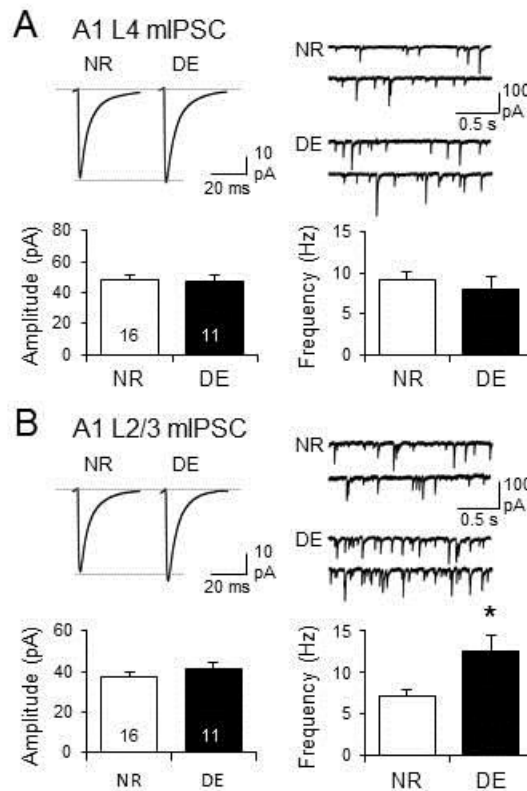 A A1 L4 mIPSC
NR DE
10
pA
20 ms
NR
100
pA
0.5 s
DE
Amplitude (pA)
80
60
40
20
0
16 11
NR DE
Frequency (Hz)
15
10
5
0
NR DE
B A1 L2/3 mIPSC
NR DE
10
pA
20 ms
NR
100
pA
0.5 s
DE
Amplitude (pA)
60
40
20
0
16 11
NR DE
Frequency (Hz)
15
10
5
0
*
NR DE